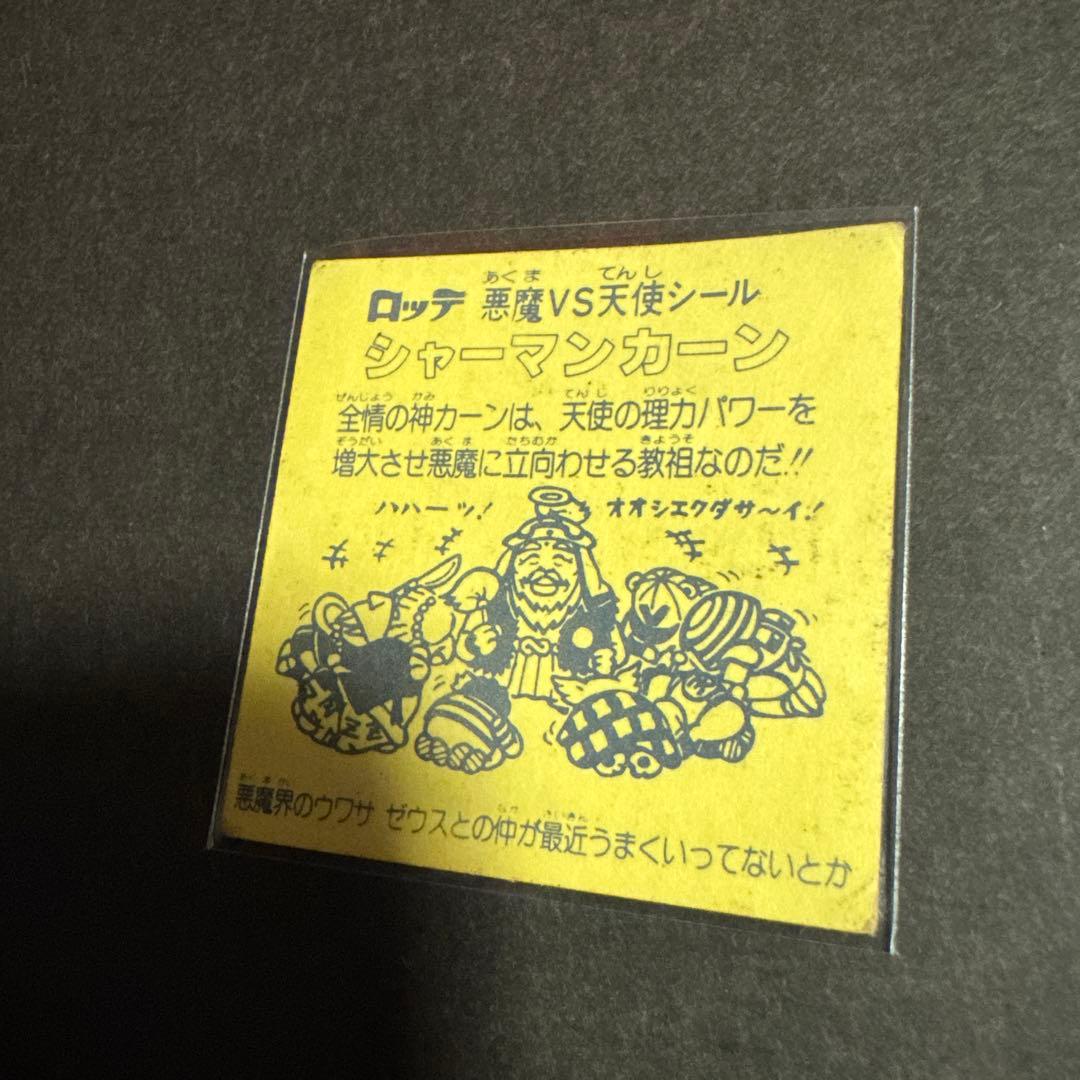 ロッテ 悪魔VS天使シール
シャーマンカーン
全情の神カーンは、天使の理力パワーを
増大させ悪魔に立向わせる教祖なのだ!!
ハハーッ! オオシエクダサ〜イ!
悪魔界のウワサ ゼウスとの仲が最近うまくいってないとか